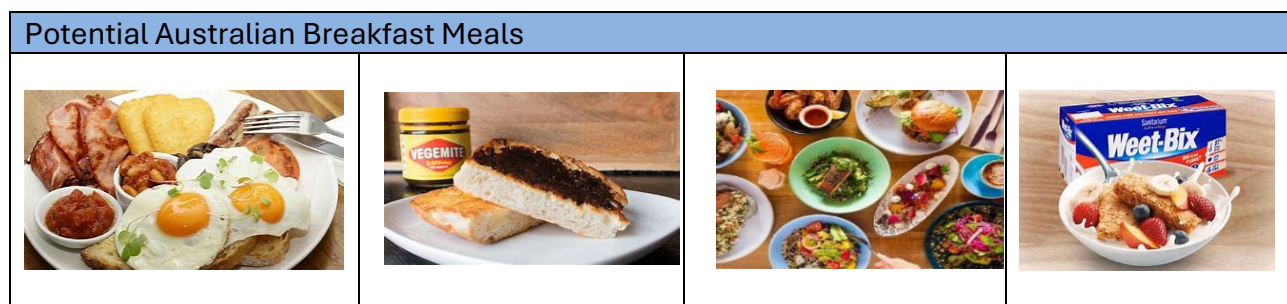 Potential Australian Breakfast Meals
VEGEMITE
Weet-Bix
Sanitarium
Weet-Bix